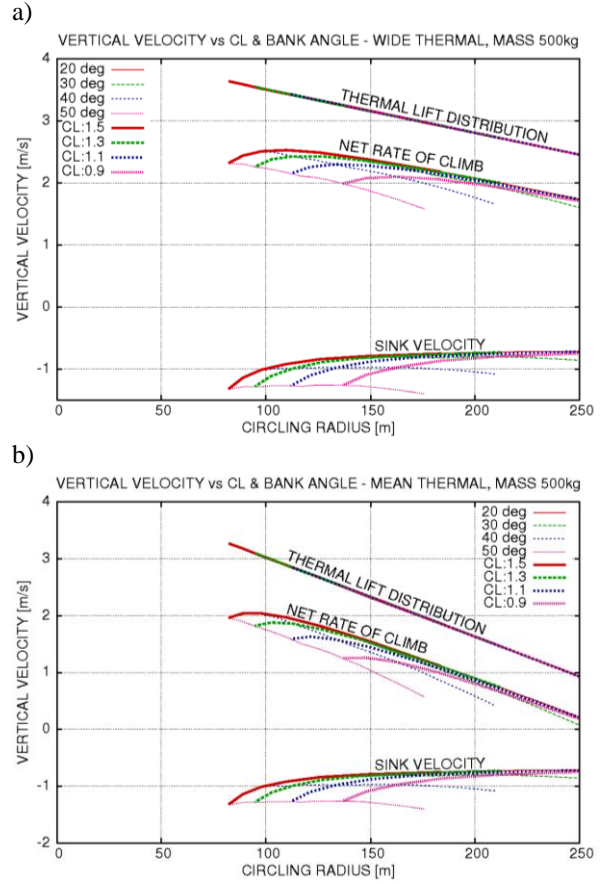 a)
VERTICAL VELOCITY vs CL & BANK ANGLE - WIDE THERMAL, MASS 500kg
4
3
2
1
0
-1
VERTICAL VELOCITY [m/s]
20 deg
30 deg
40 deg
50 deg
CL:1.5
CL:1.3
CL:1.1
CL:0.9
THERMAL LIFT DISTRIBUTION
NET RATE OF CLIMB
SINK VELOCITY
0
50
100
150
200
250
CIRCLING RADIUS [m]
b)
VERTICAL VELOCITY vs CL & BANK ANGLE - MEAN THERMAL, MASS 500kg
4
3
2
1
0
-1
-2
VERTICAL VELOCITY [m/s]
20 deg
30 deg
40 deg
50 deg
CL:1.5
CL:1.3
CL:1.1
CL:0.9
THERMAL LIFT DISTRIBUTION
NET RATE OF CLIMB
SINK VELOCITY
0
50
100
150
200
250
CIRCLING RADIUS [m]